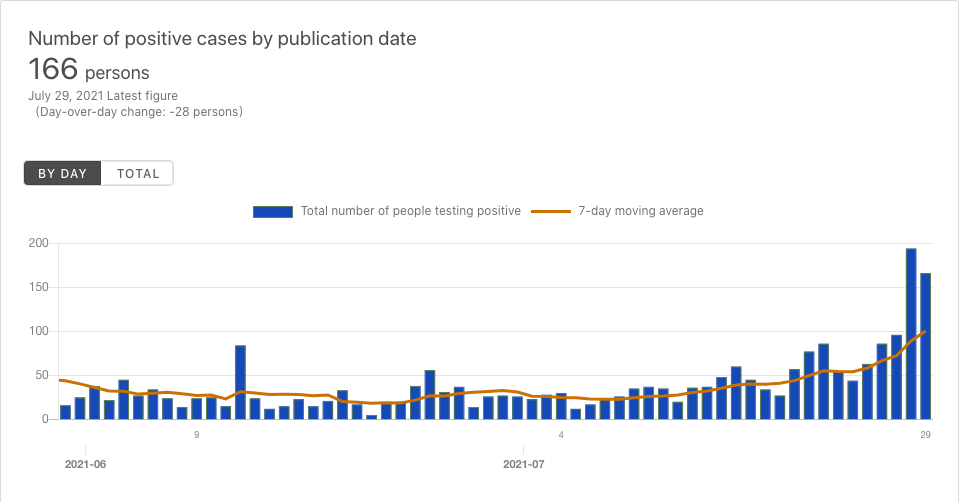 Number of positive cases by publication date
166 persons
July 29, 2021 Latest figure
(Day-over-day change: -28 persons)
BY DAY TOTAL
Total number of people testing positive 7-day moving average
200
150
100
50
0
9 4 29
2021-06 2021-07